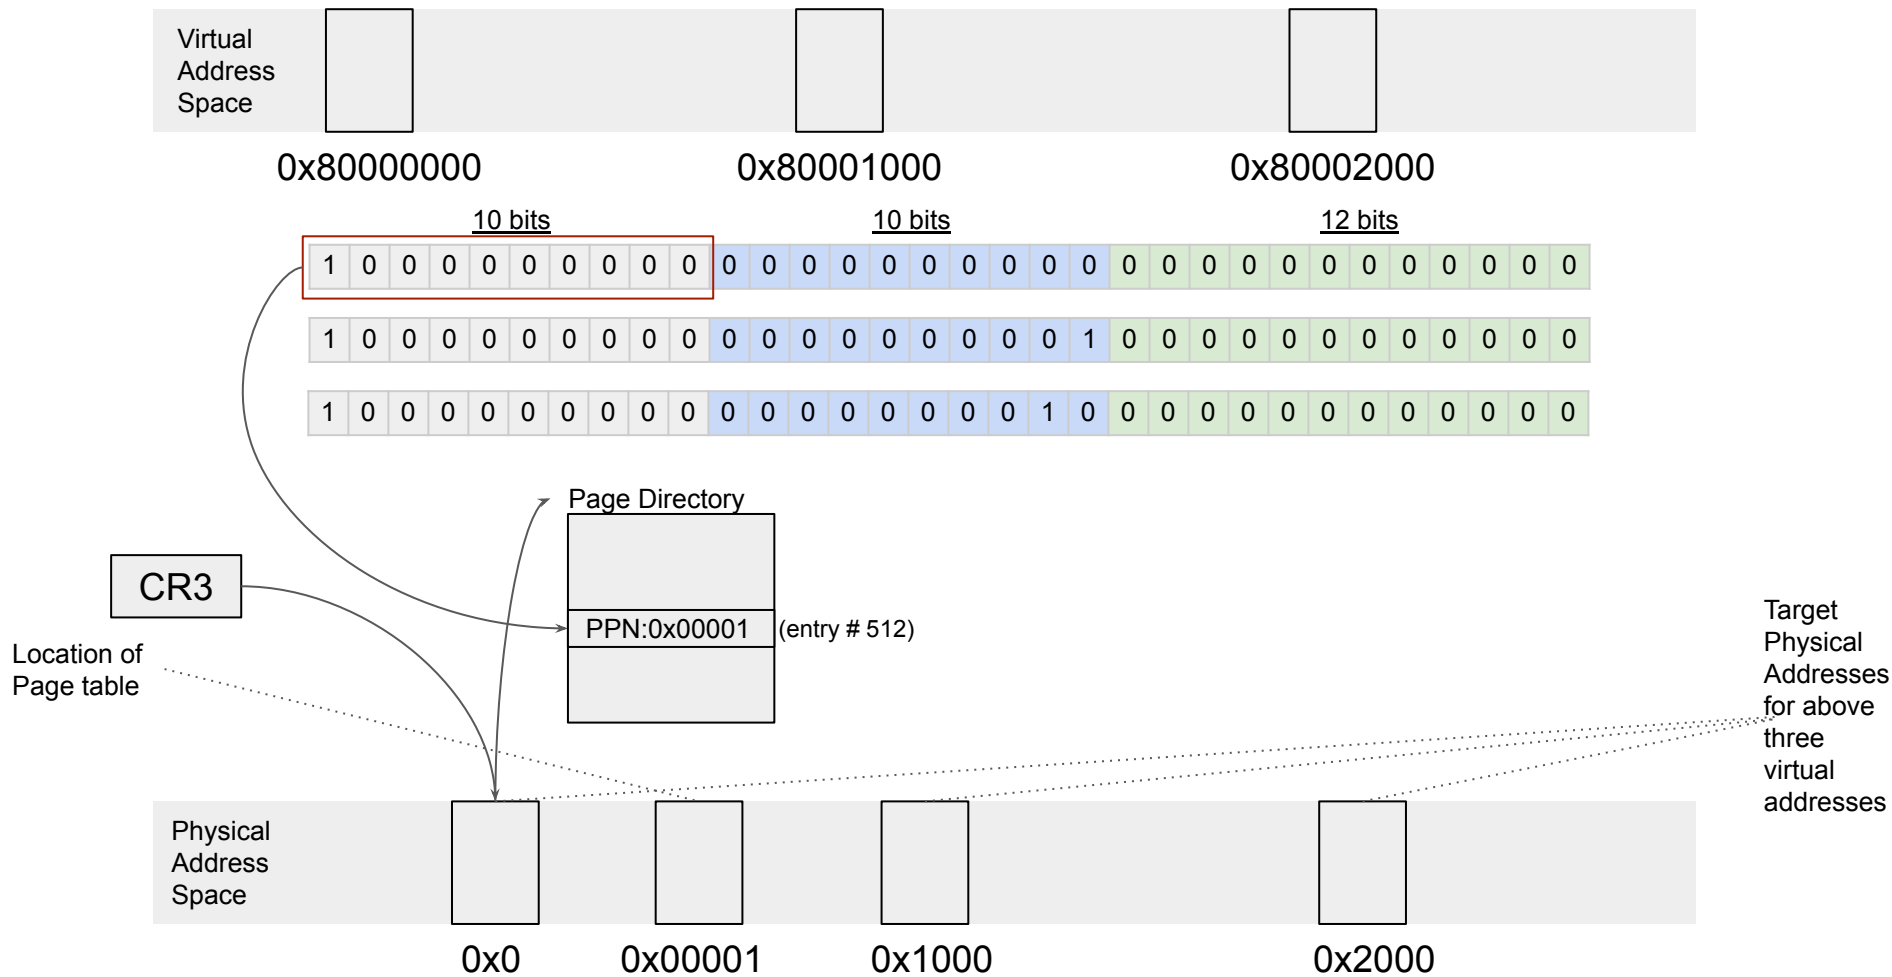 Virtual
Address
Space
0x80000000
0x80001000
0x80002000
10 bits
10 bits
12 bits
1 0 0 0 0 0 0 0 0 0 0 0 0 0 0 0 0 0 0 0 0 0 0 0 0 0 0 0 0 0 0 0
1 0 0 0 0 0 0 0 0 0 0 0 0 0 0 0 0 0 0 1 0 0 0 0 0 0 0 0 0 0 0 0
1 0 0 0 0 0 0 0 0 0 0 0 0 0 0 0 0 0 1 0 0 0 0 0 0 0 0 0 0 0 0 0
Page Directory
CR3
PPN:0x00001
(entry # 512)
Location of
Page table
Target
Physical
Addresses
for above
three
virtual
addresses
Physical
Address
Space
0x0
0x00001
0x1000
0x2000